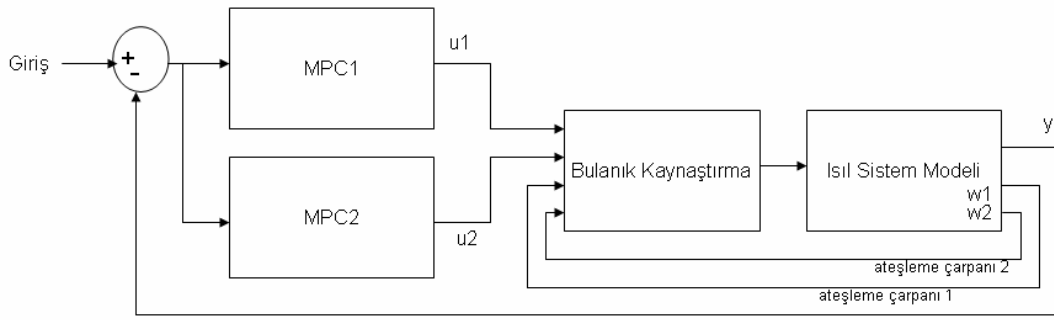 u1
Giriş
+
-
MPC1
y
Bulanık Kaynaştırma
Isıl Sistem Modeli
w1
w2
MPC2
u2
ateşleme çarpanı 2
ateşleme çarpanı 1